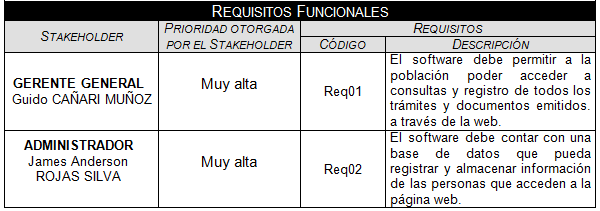 REQUISITOS FUNCIONALES
STAKEHOLDER
PRIORIDAD OTORGADA
POR EL STAKEHOLDER
REQUISITOS
CÓDIGO
DESCRIPCIÓN
GERENTE GENERAL
Guido CAÑARI MUÑOZ
Muy alta
Req01
El software debe permitir a la
población poder acceder a
consultas y registro de todos los
trámites y documentos emitidos.
a través de la web.
ADMINISTRADOR
James Anderson
ROJAS SILVA
Muy alta
Req02
El software debe contar con una
base de datos que pueda
registrar y almacenar información
de las personas que acceden a la
página web.